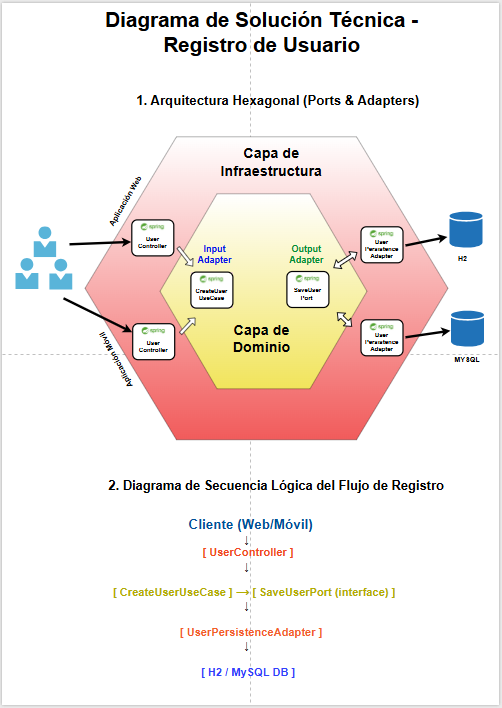 Diagrama de Solución Técnica -
Registro de Usuario
1. Arquitectura Hexagonal (Ports & Adapters)
Capa de
Infraestructura
Aplicación Web
spring
User
Controller
Input
Adapter
Output
Adapter
spring
User
Persistence
Adapter
H2
spring
CreateUser
UseCase
spring
SaveUser
Port
Capa de
Dominio
spring
User
Controller
Aplicación Móvil
spring
User
Persistence
Adapter
MYSQL
2. Diagrama de Secuencia Lógica del Flujo de Registro
Cliente (Web/Móvil)
↓
[ UserController ]
↓
[ CreateUserUseCase ] → [ SaveUserPort (interface) ]
↓
[ UserPersistenceAdapter ]
↓
[ H2 / MySQL DB ]